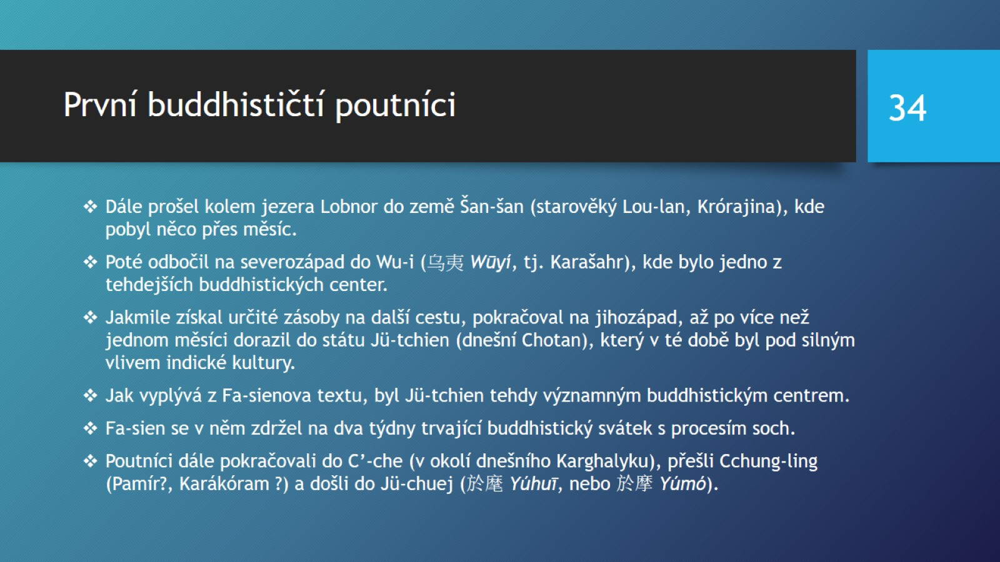 První buddhističtí poutníci
34
❖ Dále prošel kolem jezera Lobnor do země Šan-šan (starověký Lou-lan, Krórajina), kde
pobyl něco přes měsíc.
❖ Poté odbočil na severozápad do Wu-i (乌夷 Wūyí, tj. Karašahr), kde bylo jedno z
tehdejších buddhistických center.
❖ Jakmile získal určité zásoby na další cestu, pokračoval na jihozápad, až po více než
jednom měsíci dorazil do státu Jü-tchien (dnešní Chotan), který v té době byl pod silným
vlivem indické kultury.
❖ Jak vyplývá z Fa-sienova textu, byl Jü-tchien tehdy významným buddhistickým centrem.
❖ Fa-sien se v něm zdržel na dva týdny trvající buddhistický svátek s procesím soch.
❖ Poutníci dále pokračovali do C’-che (v okolí dnešního Karghalyku), přešli Cchung-ling
(Pamír?, Karákóram ?) a došli do Jü-chuej (於麾 Yúhuī, nebo 於摩 Yúmó).